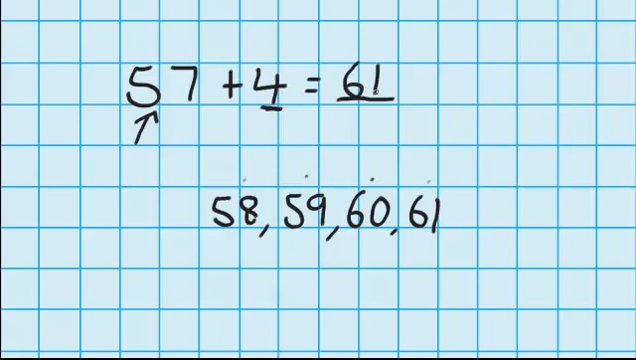 57 + 4 = 61
58, 59, 60, 61